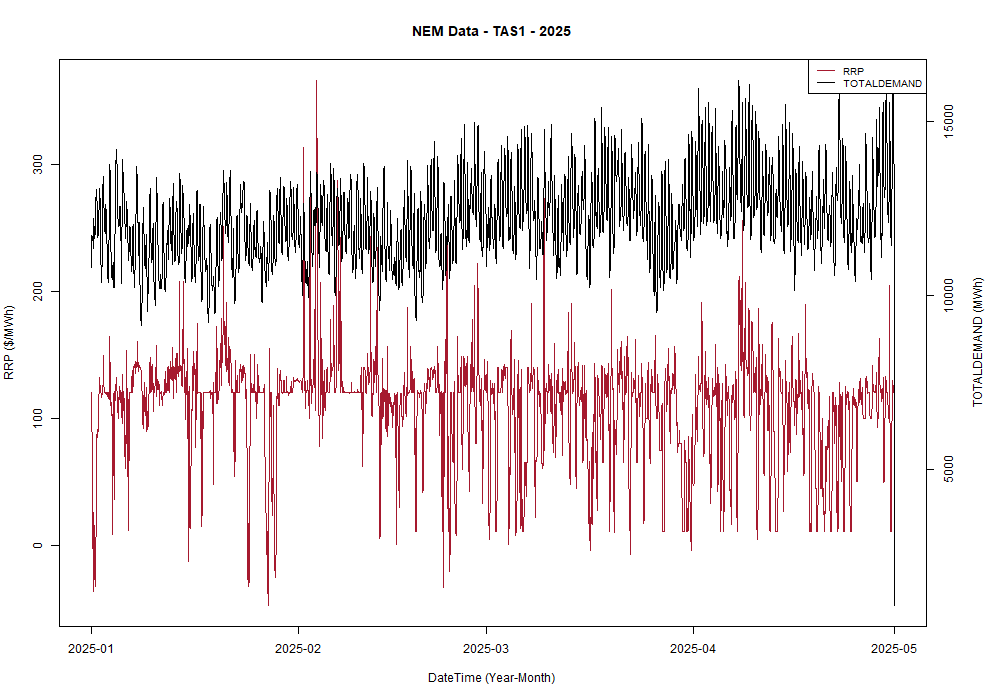 NEM Data - TAS1 - 2025
RRP
TOTALDEMAND
RRP ($/MWh)
300
200
100
0
15000
10000
5000
TOTALDEMAND (MWh)
2025-01
2025-02
2025-03
2025-04
2025-05
DateTime (Year-Month)